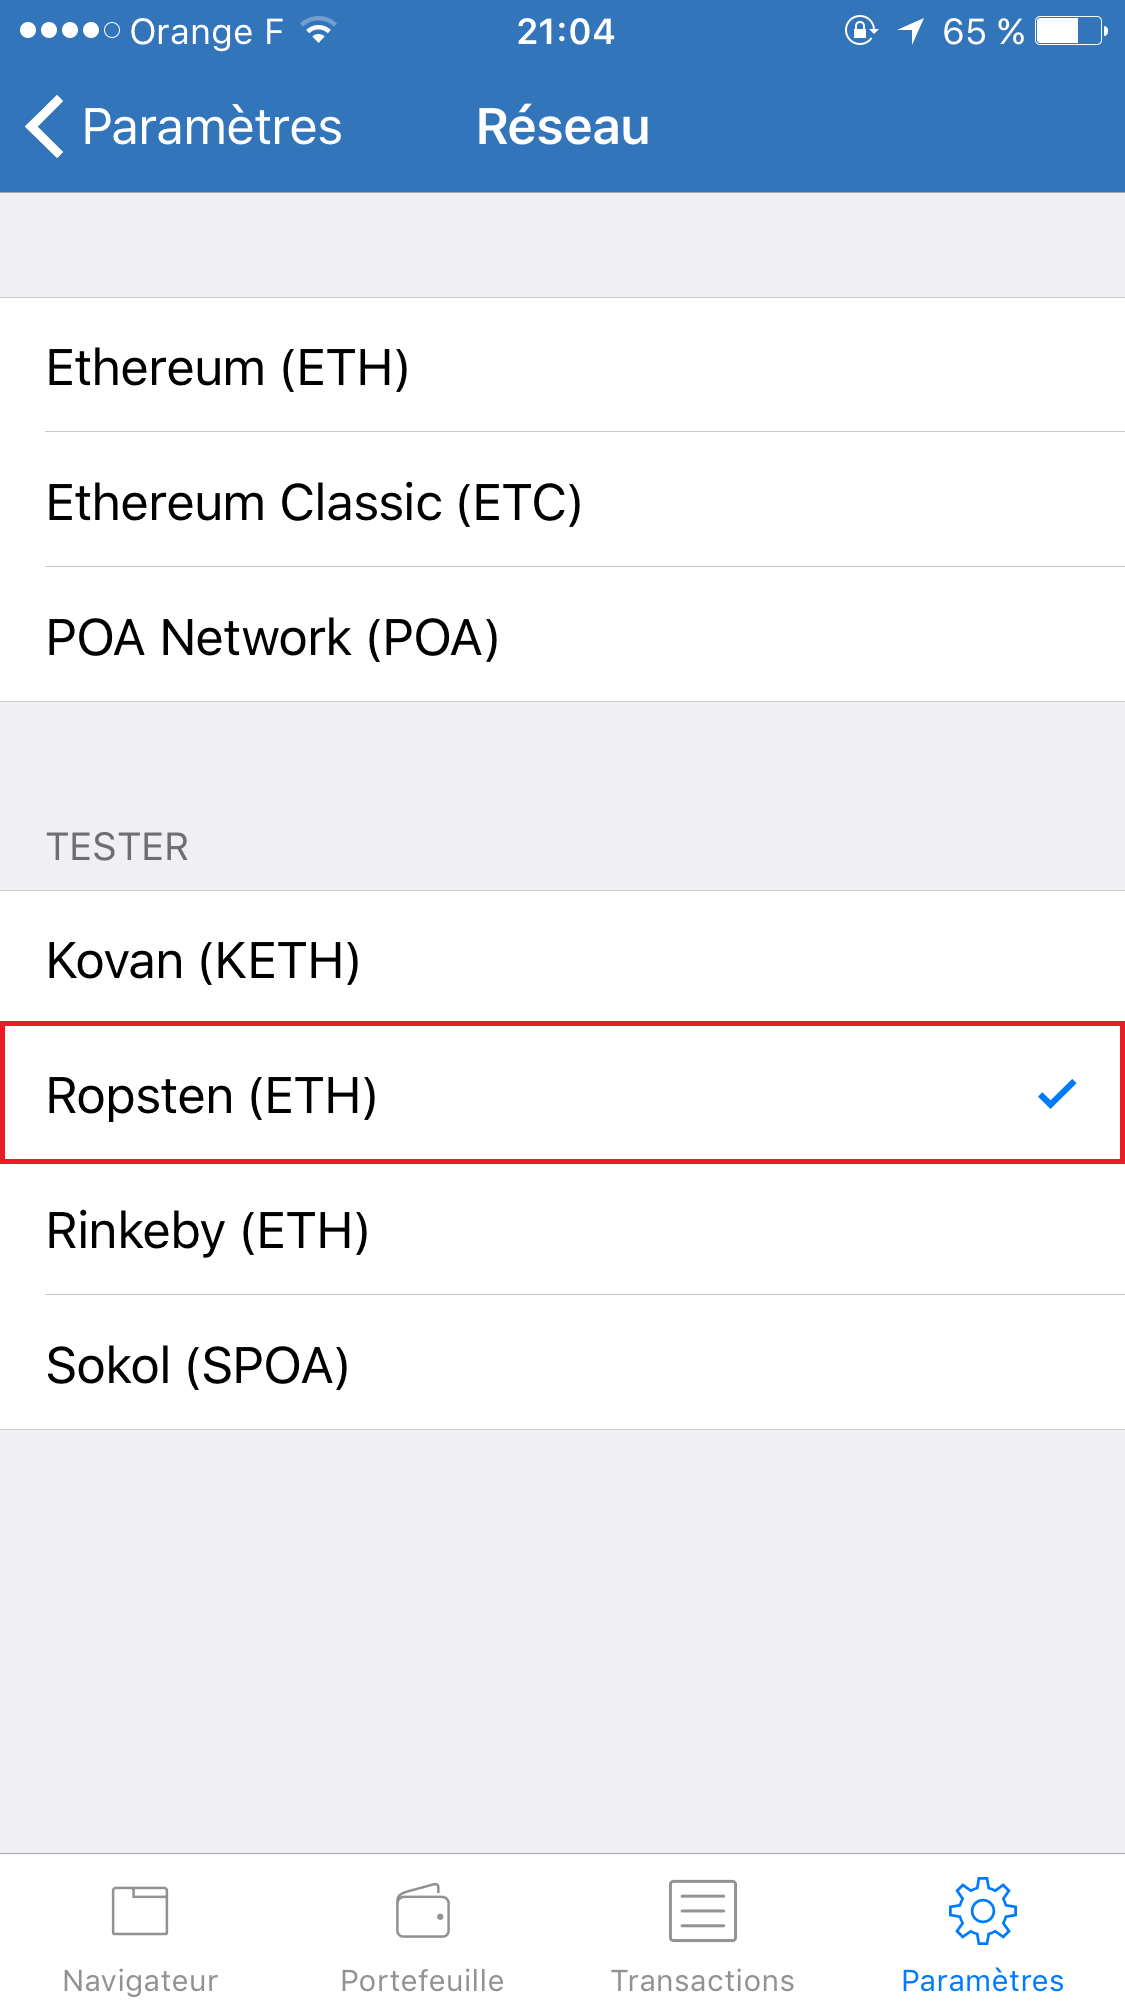 Orange F 21:04 65 %
Paramètres Réseau
Ethereum (ETH)
Ethereum Classic (ETC)
POA Network (POA)
TESTER
Kovan (KETH)
Ropsten (ETH)
Rinkeby (ETH)
Sokol (SPOA)
Navigateur Portefeuille Transactions Paramètres